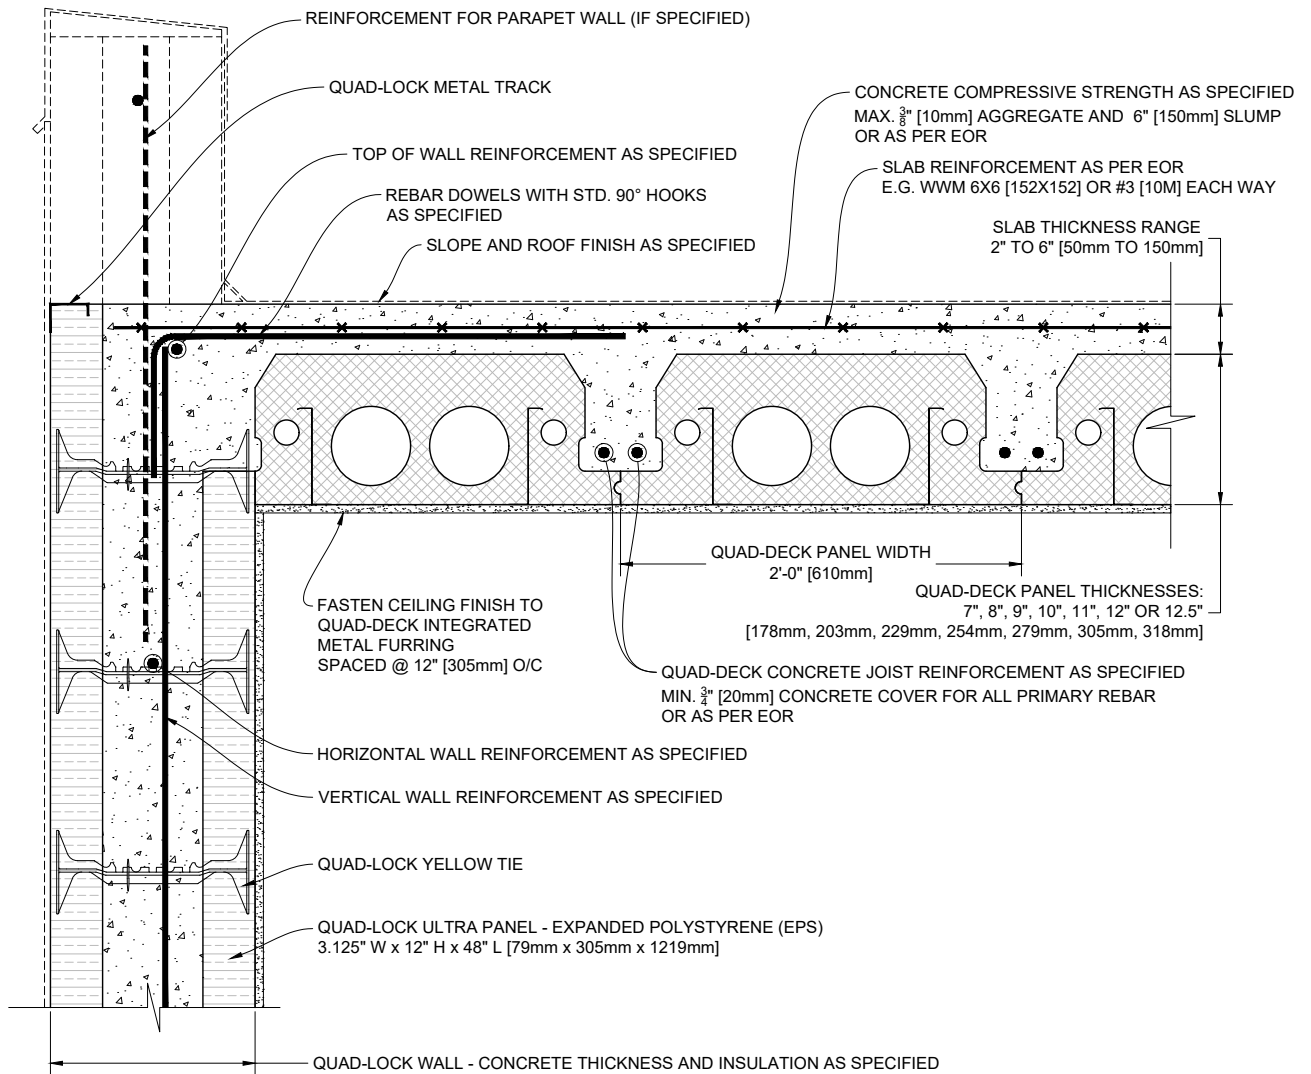 REINFORCEMENT FOR PARAPET WALL (IF SPECIFIED)
QUAD-LOCK METAL TRACK
TOP OF WALL REINFORCEMENT AS SPECIFIED
REBAR DOWELS WITH STD. 90° HOOKS
AS SPECIFIED
SLOPE AND ROOF FINISH AS SPECIFIED
CONCRETE COMPRESSIVE STRENGTH AS SPECIFIED
MAX. 3/8" [10mm] AGGREGATE AND 6" [150mm] SLUMP
OR AS PER EOR
SLAB REINFORCEMENT AS PER EOR
E.G. WWM 6X6 [152X152] OR #3 [10M] EACH WAY
SLAB THICKNESS RANGE
2" TO 6" [50mm TO 150mm]
QUAD-DECK PANEL WIDTH
2'-0" [610mm]
QUAD-DECK PANEL THICKNESSES:
7", 8", 9", 10", 11", 12" OR 12.5"
[178mm, 203mm, 229mm, 254mm, 279mm, 305mm, 318mm]
FASTEN CEILING FINISH TO
QUAD-DECK INTEGRATED
METAL FURRING
SPACED @ 12" [305mm] O/C
QUAD-DECK CONCRETE JOIST REINFORCEMENT AS SPECIFIED
MIN. 3/4" [20mm] CONCRETE COVER FOR ALL PRIMARY REBAR
OR AS PER EOR
HORIZONTAL WALL REINFORCEMENT AS SPECIFIED
VERTICAL WALL REINFORCEMENT AS SPECIFIED
QUAD-LOCK YELLOW TIE
QUAD-LOCK ULTRA PANEL - EXPANDED POLYSTYRENE (EPS)
3.125" W x 12" H x 48" L [79mm x 305mm x 1219mm]
QUAD-LOCK WALL - CONCRETE THICKNESS AND INSULATION AS SPECIFIED